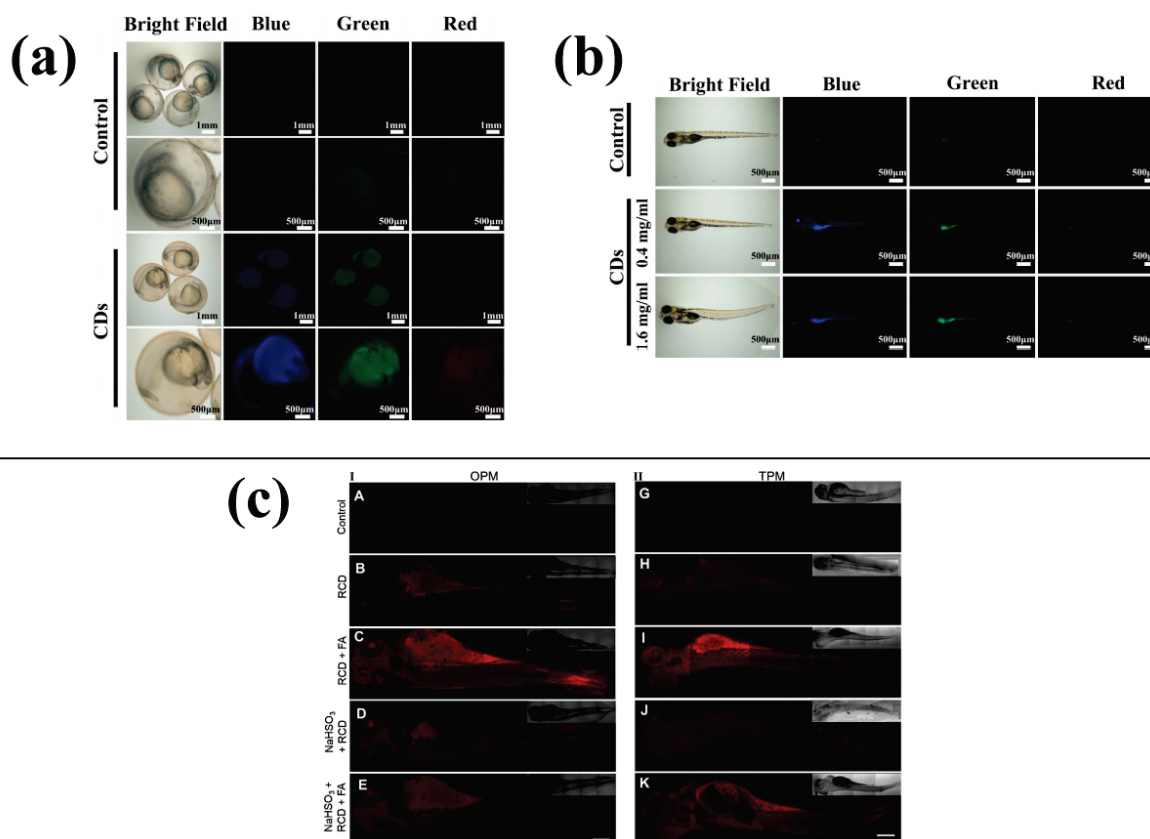 (a)
Bright Field Blue Green Red
Control
1mm 1mm 1mm 1mm
500μm 500μm 500μm 500μm
CDs
1mm 1mm 1mm 1mm
500μm 500μm 500μm 500μm
(b)
Bright Field Blue Green Red
Control
500μm 500μm 500μm 500μm
CDs
0.4 mg/ml
500μm 500μm 500μm 500μm
1.6 mg/ml
500μm 500μm 500μm 500μm
(c)
I OPM II TPM
Control
A G
RCD
B H
RCD + FA
C I
NaHSO3
+ RCD
D J
NaHSO3 +
RCD + FA
E K